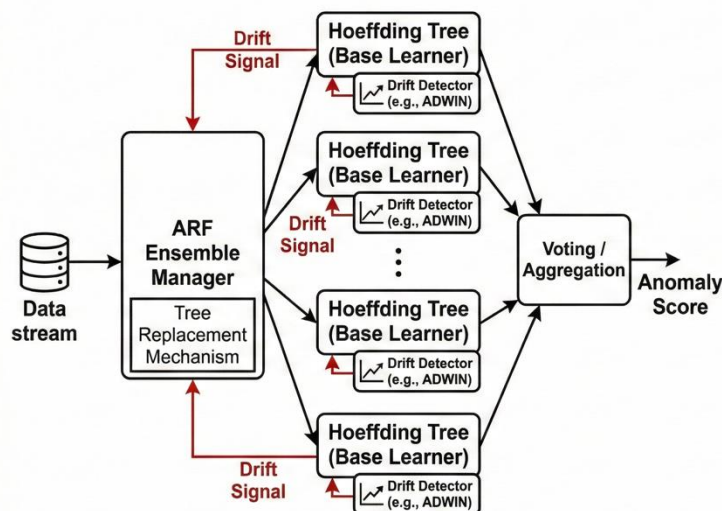 Drift
Signal
Hoeffding Tree
(Base Learner)
Drift Detector
(e.g., ADWIN)
Hoeffding Tree
(Base Learner)
Drift Detector
(e.g., ADWIN)
Drift
Signal
ARF
Ensemble
Manager
Tree
Replacement
Mechanism
Data
stream
Voting /
Aggregation
Anomaly
Score
Hoeffding Tree
(Base Learner)
Drift Detector
(e.g., ADWIN)
Drift
Signal
Hoeffding Tree
(Base Learner)
Drift Detector
(e.g., ADWIN)